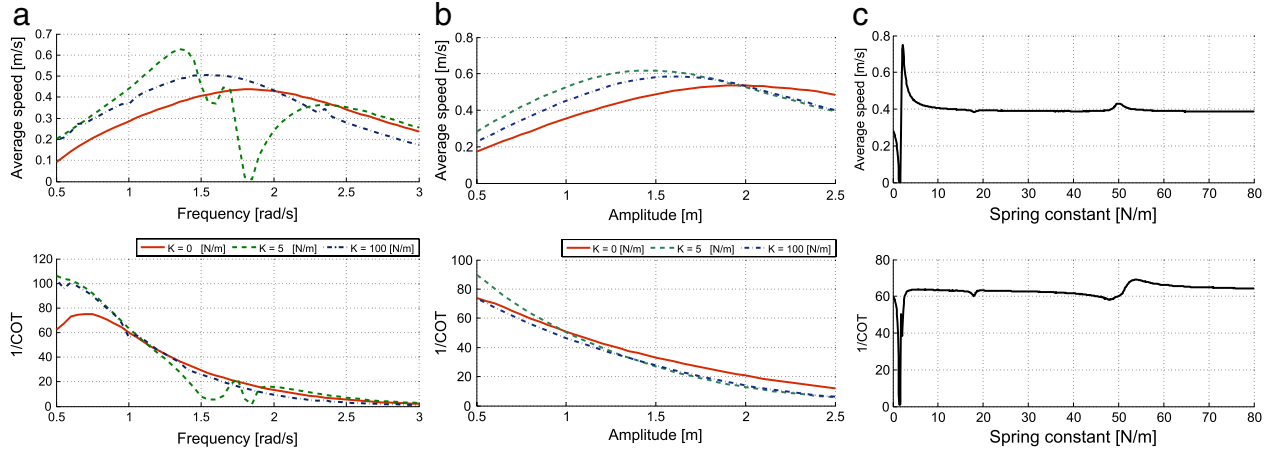 a
0.7
0.6
0.5
0.4
0.3
0.2
0.1
0
Average speed [m/s]
0.5 1 1.5 2 2.5 3
Frequency [rad/s]
K = 0 [N/m] K = 5 [N/m] K = 100 [N/m]
120
100
80
60
40
20
0
1/COT
0.5 1 1.5 2 2.5 3
Frequency [rad/s]
b
0.8
0.6
0.4
0.2
0
Average speed [m/s]
0.5 1 1.5 2 2.5
Amplitude [m]
K = 0 [N/m] K = 5 [N/m] K = 100 [N/m]
100
80
60
40
20
0
1/COT
0.5 1 1.5 2 2.5
Amplitude [m]
c
0.8
0.6
0.4
0.2
0
Average speed [m/s]
0 10 20 30 40 50 60 70 80
Spring constant [N/m]
80
60
40
20
0
1/COT
0 10 20 30 40 50 60 70 80
Spring constant [N/m]